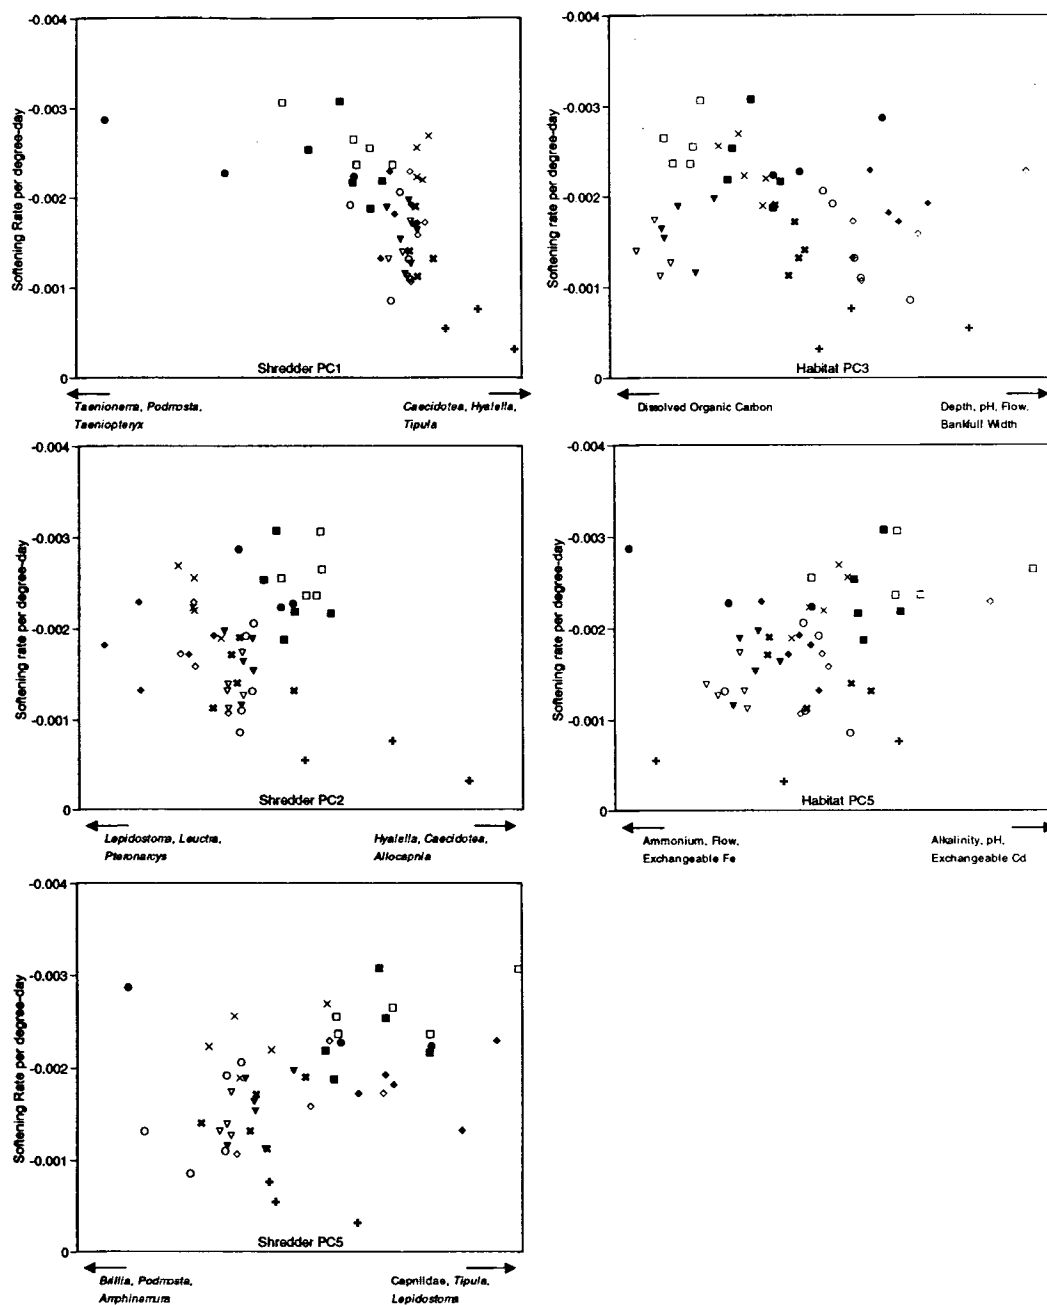 -0.004
-0.003
-0.002
-0.001
0
Softening Rate per degree-day
Shredder PC1
Taenionema, Podmosta,
Taeniopteryx
Caecidotea, Hyalella,
Tipula
-0.004
-0.003
-0.002
-0.001
0
Softening rate per degree-day
Habitat PC3
Dissolved Organic Carbon
Depth, pH, Flow,
Bankfull Width
-0.004
-0.003
-0.002
-0.001
0
Softening rate per degree-day
Shredder PC2
Lepidostoma, Leuctra,
Pteronarcys
Hyalella, Caecidotea,
Allocapnia
-0.004
-0.003
-0.002
-0.001
0
Softening rate per degree-day
Habitat PC5
Ammonium, Flow,
Exchangeable Fe
Alkalinity, pH,
Exchangeable Cd
-0.004
-0.003
-0.002
-0.001
0
Softening Rate per degree-day
Shredder PC5
Brillia, Podmosta,
Amphinemura
Capniidae, Tipula,
Lepidostoma